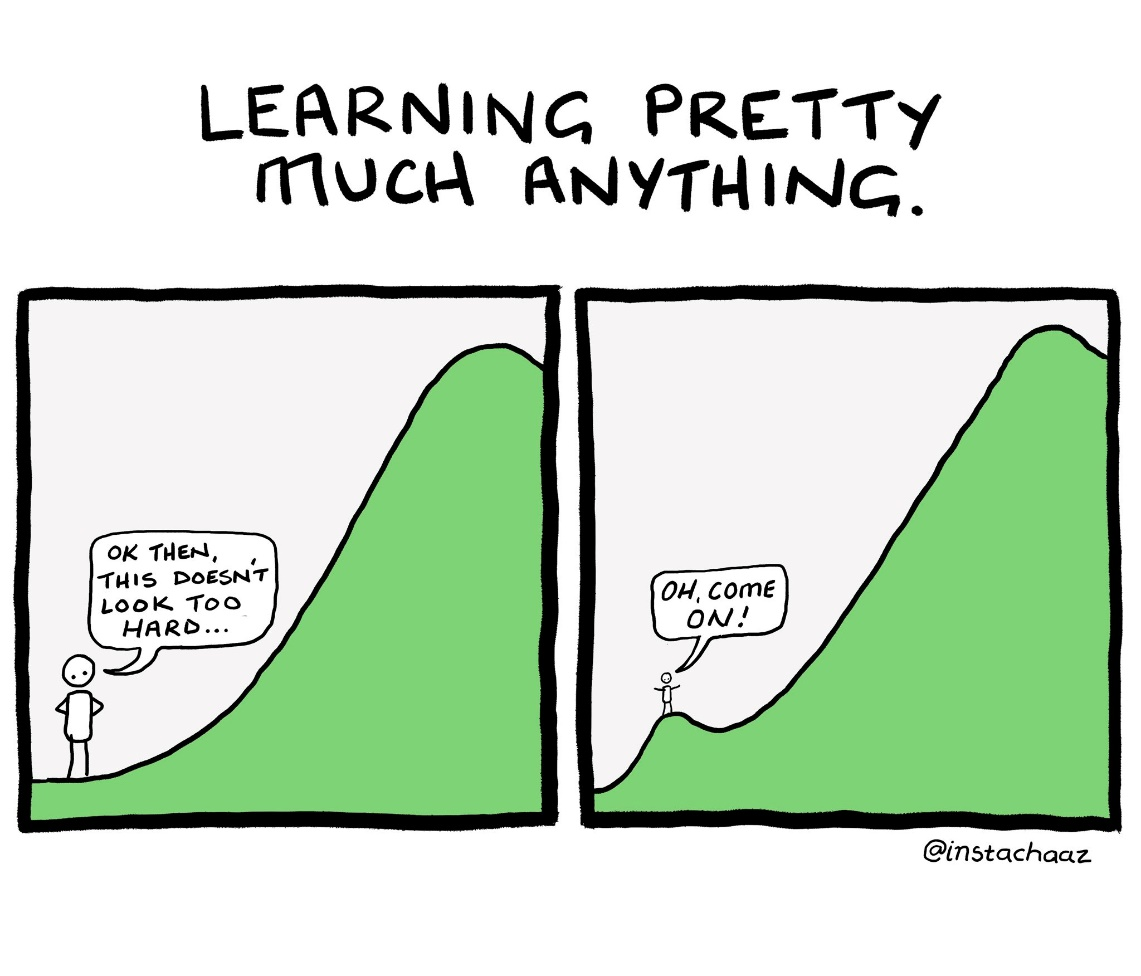 LEARNING PRETTY
MUCH ANYTHING.
OK THEN,
THIS DOESN'T
LOOK TOO
HARD...
OH, COME
ON!
@instachaaz